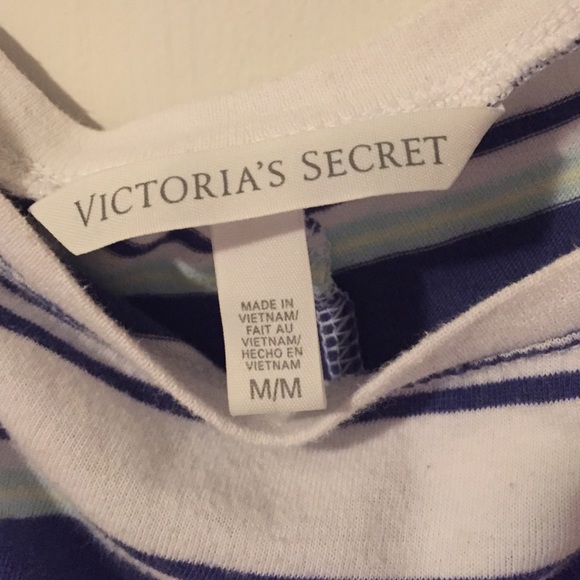 VICTORIA'S SECRET
MADE IN
VIETNAM/
FAIT AU
VIETNAM/
HECHO EN
VIETNAM
M/M